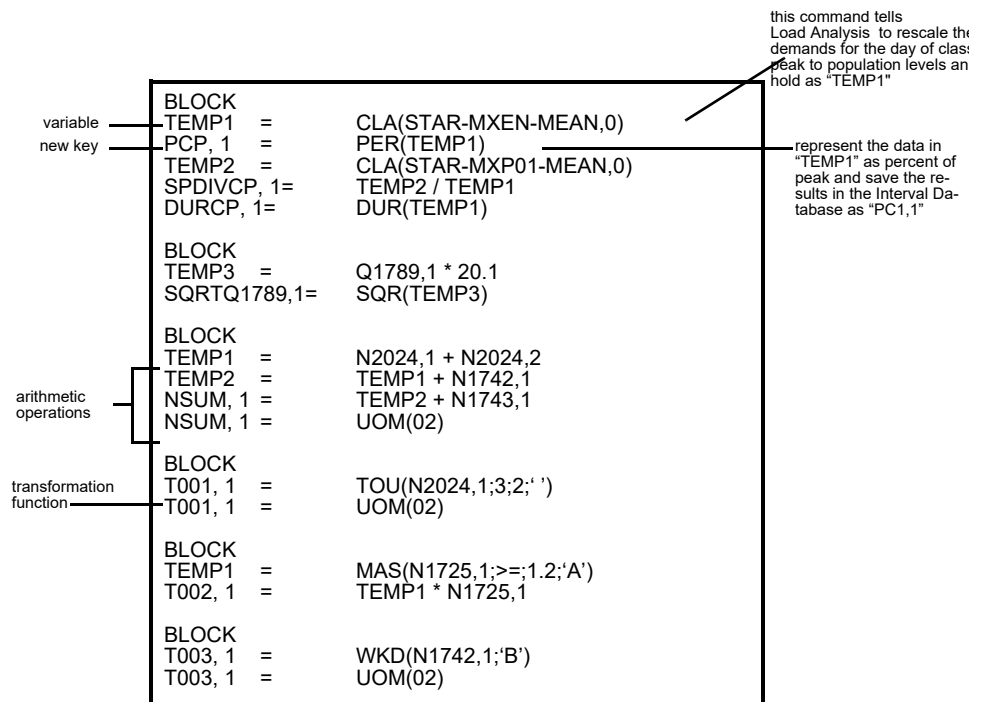 this command tells
Load Analysis to rescale the
demands for the day of clas
peak to population levels an
hold as “TEMP1"
BLOCK
variable
TEMP1 = CLA(STAR-MXEN-MEAN,0)
new key
PCP, 1 = PER(TEMP1)
TEMP2 = CLA(STAR-MXP01-MEAN,0)
SPDIVCP, 1= TEMP2 / TEMP1
DURCP, 1= DUR(TEMP1)
represent the data in
“TEMP1” as percent of
peak and save the re-
sults in the Interval Da-
tabase as “PC1,1”
BLOCK
TEMP3 = Q1789,1 * 20.1
SQRTQ1789,1= SQR(TEMP3)
BLOCK
TEMP1 = N2024,1 + N2024,2
TEMP2 = TEMP1 + N1742,1
NSUM, 1 = TEMP2 + N1743,1
NSUM, 1 = UOM(02)
arithmetic
operations
BLOCK
T001, 1 = TOU(N2024,1;3;2;‘ ’)
T001, 1 = UOM(02)
transformation
function
BLOCK
TEMP1 = MAS(N1725,1;>=;1.2;‘A’)
T002, 1 = TEMP1 * N1725,1
BLOCK
T003, 1 = WKD(N1742,1;‘B’)
T003, 1 = UOM(02)